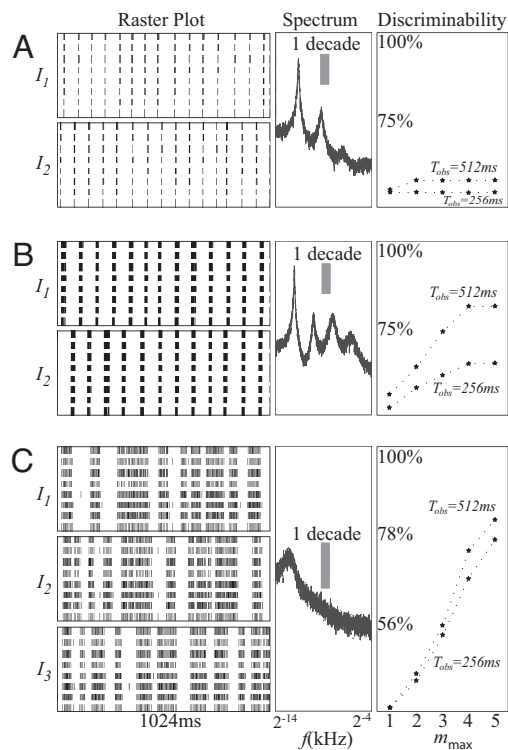 Raster Plot Spectrum Discriminability
A
I1
I2
1 decade
100%
75%
Tobs=512ms
Tobs=256ms
B
I1
I2
1 decade
100%
75%
Tobs=512ms
Tobs=256ms
C
I1
I2
I3
1 decade
100%
78%
56%
Tobs=512ms
Tobs=256ms
1024ms
2-14 f(kHz) 2-4
1 2 3 4 5
mmax